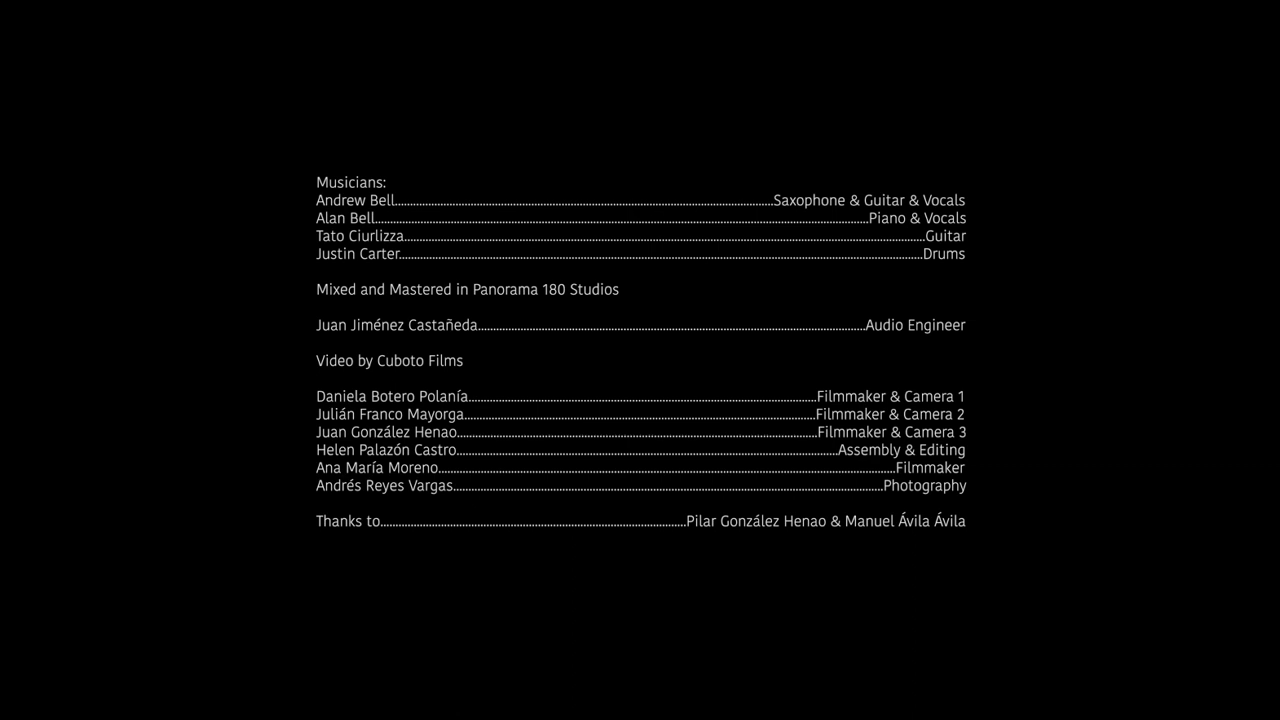 Musicians:
Andrew Bell........Saxophone & Guitar & Vocals
Alan Bell........Piano & Vocals
Tato Ciurlizza........Guitar
Justin Carter........Drums
Mixed and Mastered in Panorama 180 Studios
Juan Jiménez Castañeda........Audio Engineer
Video by Cuboto Films
Daniela Botero Polanía........Filmmaker & Camera 1
Julián Franco Mayorga........Filmmaker & Camera 2
Juan González Henao........Filmmaker & Camera 3
Helen Palazón Castro........Assembly & Editing
Ana María Moreno........Filmmaker
Andrés Reyes Vargas........Photography
Thanks to........Pilar González Henao & Manuel Ávila Ávila